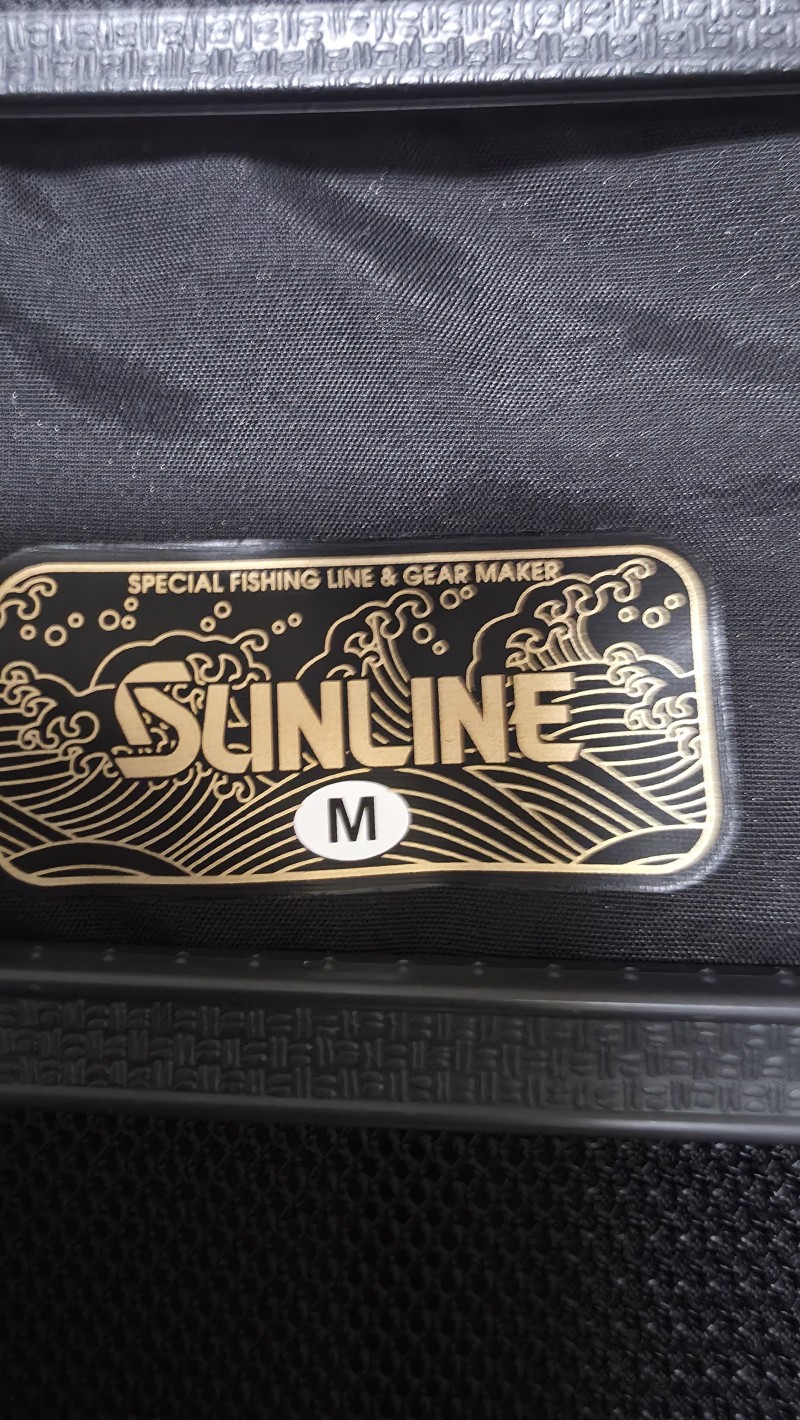 SPECIAL FISHING LINE & GEAR MAKER
SUNLINE
M